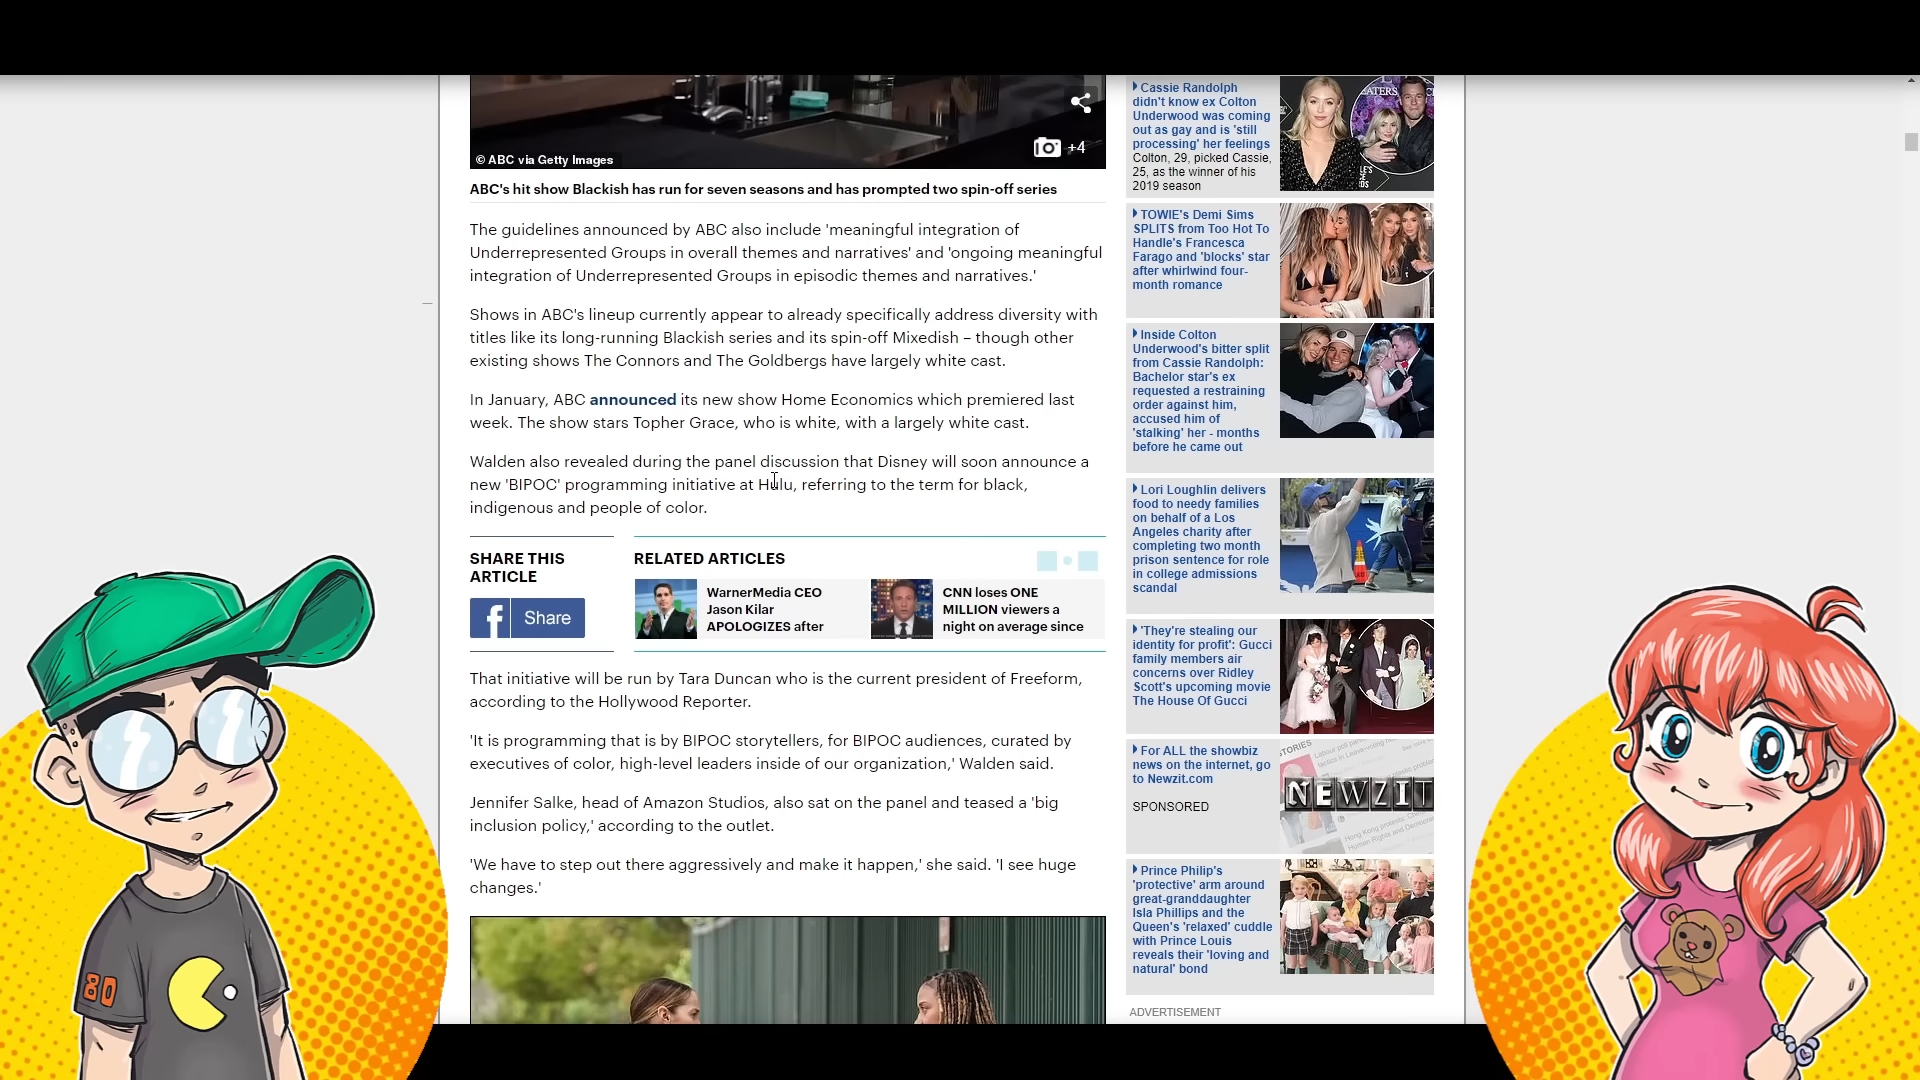 © ABC via Getty Images
+4
ABC's hit show Blackish has run for seven seasons and has prompted two spin-off series
The guidelines announced by ABC also include 'meaningful integration of
Underrepresented Groups in overall themes and narratives' and 'ongoing meaningful
integration of Underrepresented Groups in episodic themes and narratives.'
Shows in ABC's lineup currently appear to already specifically address diversity with
titles like its long-running Blackish series and its spin-off Mixedish – though other
existing shows The Connors and The Goldbergs have largely white cast.
In January, ABC announced its new show Home Economics which premiered last
week. The show stars Topher Grace, who is white, with a largely white cast.
Walden also revealed during the panel discussion that Disney will soon announce a
new 'BIPOC' programming initiative at Hulu, referring to the term for black,
indigenous and people of color.
SHARE THIS
ARTICLE
Share
RELATED ARTICLES
WarnerMedia CEO
Jason Kilar
APOLOGIZES after
CNN loses ONE
MILLION viewers a
night on average since
That initiative will be run by Tara Duncan who is the current president of Freeform,
according to the Hollywood Reporter.
'It is programming that is by BIPOC storytellers, for BIPOC audiences, curated by
executives of color, high-level leaders inside of our organization,' Walden said.
Jennifer Salke, head of Amazon Studios, also sat on the panel and teased a 'big
inclusion policy,' according to the outlet.
'We have to step out there aggressively and make it happen,' she said. 'I see huge
changes.'
Cassie Randolph
didn't know ex Colton
Underwood was coming
out as gay and is 'still
processing' her feelings
Colton, 29, picked Cassie,
25, as the winner of his
2019 season
TOWIE's Demi Sims
SPLITS from Too Hot To
Handle's Francesca
Farago and 'blocks' star
after whirlwind four-
month romance
Inside Colton
Underwood's bitter split
from Cassie Randolph:
Bachelor star's ex
requested a restraining
order against him,
accused him of
'stalking' her - months
before he came out
Lori Loughlin delivers
food to needy families
on behalf of a Los
Angeles charity after
completing two month
prison sentence for role
in college admissions
scandal
'They're stealing our
identity for profit': Gucci
family members air
concerns over Ridley
Scott's upcoming movie
The House Of Gucci
For ALL the showbiz
news on the internet, go
to Newzit.com
SPONSORED
NEWZIT
Prince Philip's
'protective' arm around
great-granddaughter
Isla Phillips and the
Queen's 'relaxed' cuddle
with Prince Louis
reveals their 'loving and
natural' bond
ADVERTISEMENT
80